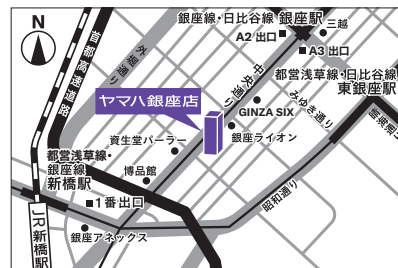 N
銀座線・日比谷線 銀座駅
三越
A2 出口
A3 出口
首都高速道路
外堀通り
中央通り
都営浅草線・日比谷線
東銀座駅
みゆき通り
晴海通り
ヤマハ銀座店
GINZA SIX
銀座ライオン
資生堂パーラー
都営浅草線・
銀座線
新橋駅
博品館
1番出口
昭和通り
銀座アネックス
JR新橋駅